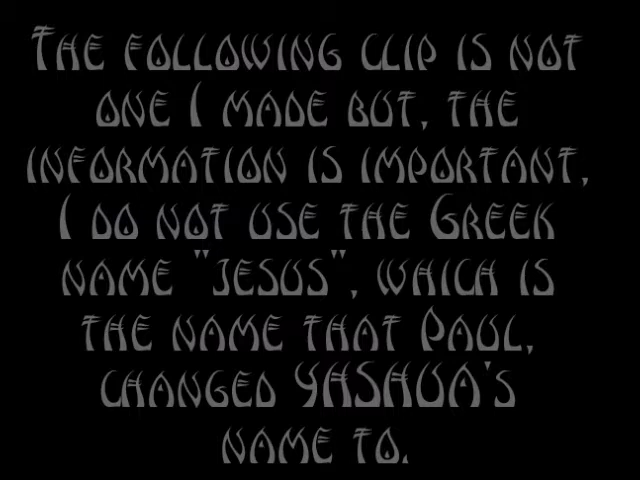 The following clip is not
one I made but, the
information is important,
I do not use the Greek
name "jesus", which is
the name that Paul,
changed YASHUA's
name to.